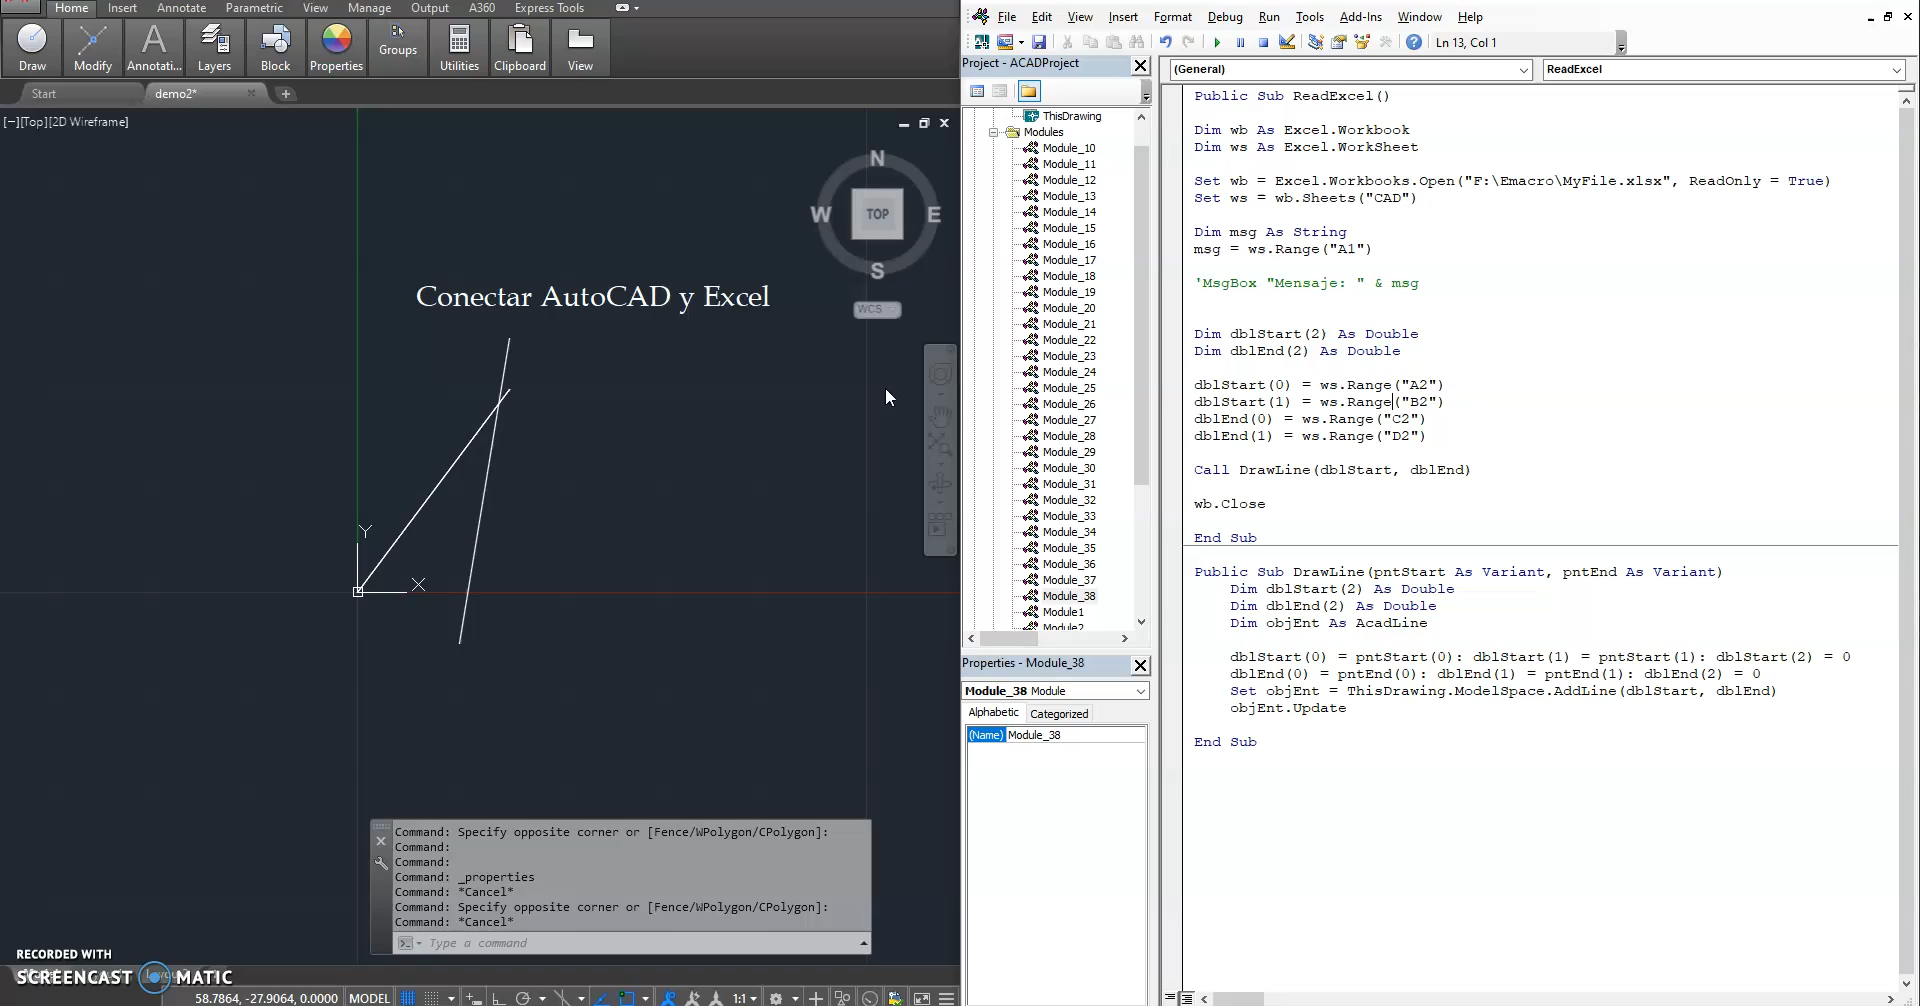 Home Insert Annotate Parametric View Manage Output A360 Express Tools
Draw Modify Annotati... Layers Block Properties Groups Utilities Clipboard View
Start demo2*
[−][Top][2D Wireframe]
N
W TOP E
S
WCS
Conectar AutoCAD y Excel
Y
X
Command: Specify opposite corner or [Fence/WPolygon/CPolygon]:
Command:
Command:
Command: _properties
Command: *Cancel*
Command: Specify opposite corner or [Fence/WPolygon/CPolygon]:
Command: *Cancel*
Type a command
RECORDED WITH
SCREENCAST MATIC
58.7864, -27.9064, 0.0000 MODEL 1:1
File Edit View Insert Format Debug Run Tools Add-Ins Window Help
Ln 13, Col 1
Project - ACADProject
ThisDrawing
Modules
Module_10
Module_11
Module_12
Module_13
Module_14
Module_15
Module_16
Module_17
Module_18
Module_19
Module_20
Module_21
Module_22
Module_23
Module_24
Module_25
Module_26
Module_27
Module_28
Module_29
Module_30
Module_31
Module_32
Module_33
Module_34
Module_35
Module_36
Module_37
Module_38
Module1
Module2
Properties - Module_38
Module_38 Module
Alphabetic Categorized
(Name) Module_38
(General) ReadExcel
Public Sub ReadExcel()
Dim wb As Excel.Workbook
Dim ws As Excel.WorkSheet
Set wb = Excel.Workbooks.Open("F:\Emacro\MyFile.xlsx", ReadOnly = True)
Set ws = wb.Sheets("CAD")
Dim msg As String
msg = ws.Range("A1")
'MsgBox "Mensaje: " & msg
Dim dblStart(2) As Double
Dim dblEnd(2) As Double
dblStart(0) = ws.Range("A2")
dblStart(1) = ws.Range("B2")
dblEnd(0) = ws.Range("C2")
dblEnd(1) = ws.Range("D2")
Call DrawLine(dblStart, dblEnd)
wb.Close
End Sub
Public Sub DrawLine(pntStart As Variant, pntEnd As Variant)
Dim dblStart(2) As Double
Dim dblEnd(2) As Double
Dim objEnt As AcadLine
dblStart(0) = pntStart(0): dblStart(1) = pntStart(1): dblStart(2) = 0
dblEnd(0) = pntEnd(0): dblEnd(1) = pntEnd(1): dblEnd(2) = 0
Set objEnt = ThisDrawing.ModelSpace.AddLine(dblStart, dblEnd)
objEnt.Update
End Sub